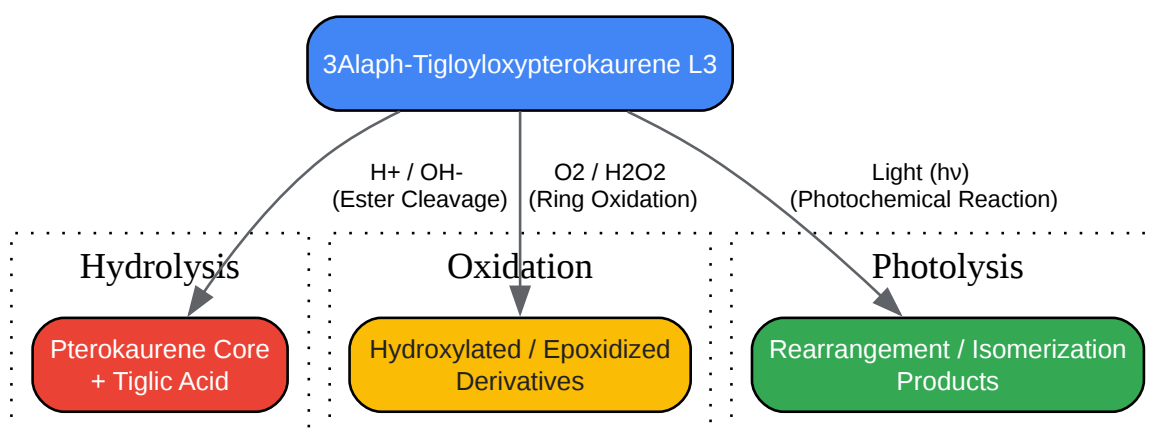 3Alaph-Tigloyloxypterokaurene L3
H+ / OH-
(Ester Cleavage)
O2 / H2O2
(Ring Oxidation)
Light (hν)
(Photochemical Reaction)
Hydrolysis
Oxidation
Photolysis
Pterokaurene Core
+ Tiglic Acid
Hydroxylated / Epoxidized
Derivatives
Rearrangement / Isomerization
Products